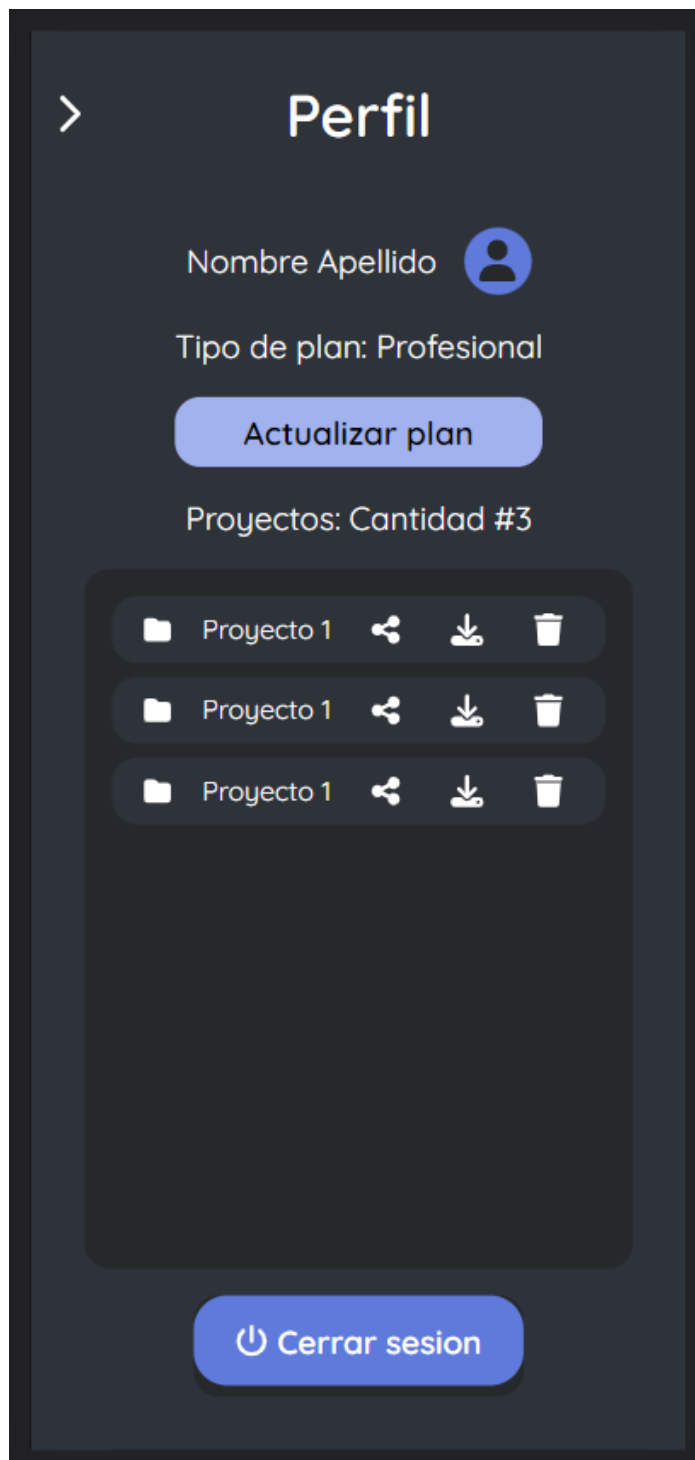 Perfil
Nombre Apellido
Tipo de plan: Profesional
Actualizar plan
Proyectos: Cantidad #3
Proyecto 1
Proyecto 1
Proyecto 1
Cerrar sesion